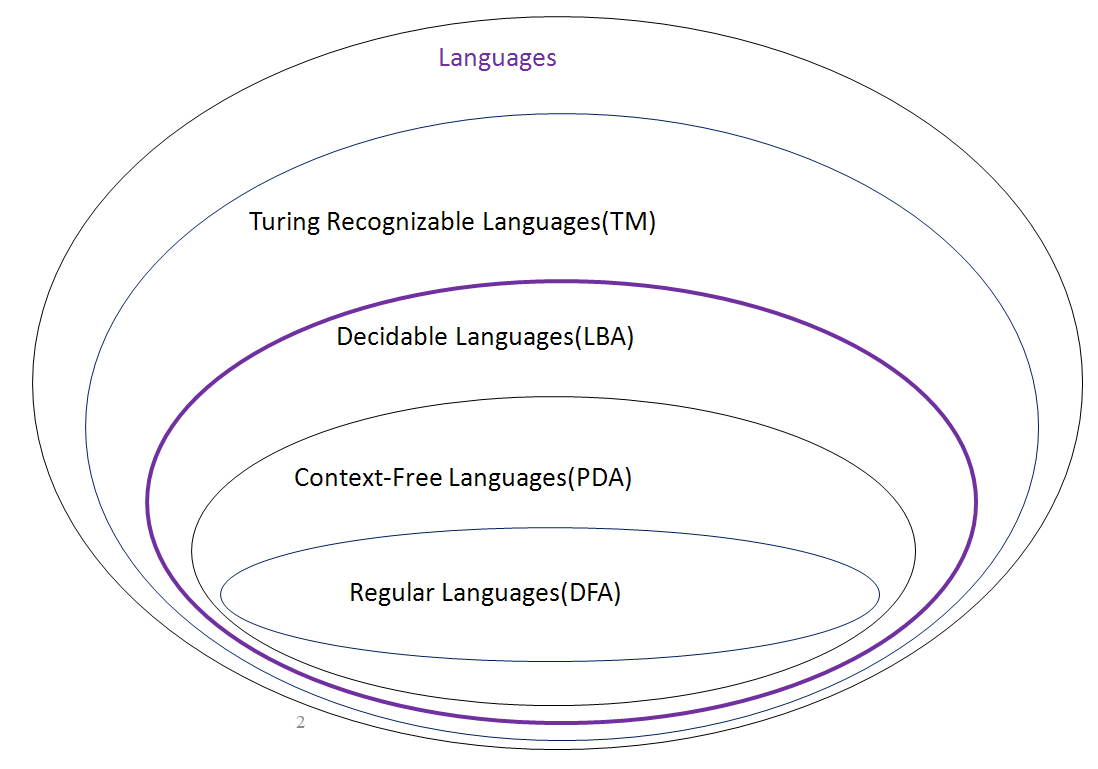 Languages
Turing Recognizable Languages(TM)
Decidable Languages(LBA)
Context-Free Languages(PDA)
Regular Languages(DFA)
2